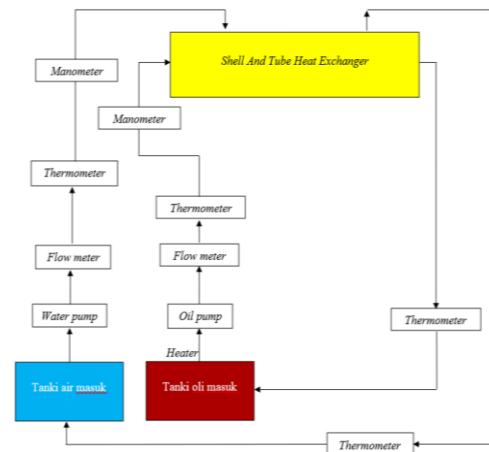 Shell And Tube Heat Exchanger
Manometer
Manometer
Thermometer
Thermometer
Flow meter
Flow meter
Water pump
Oil pump
Thermometer
Heater
Tanki air masuk
Tanki oli masuk
Thermometer